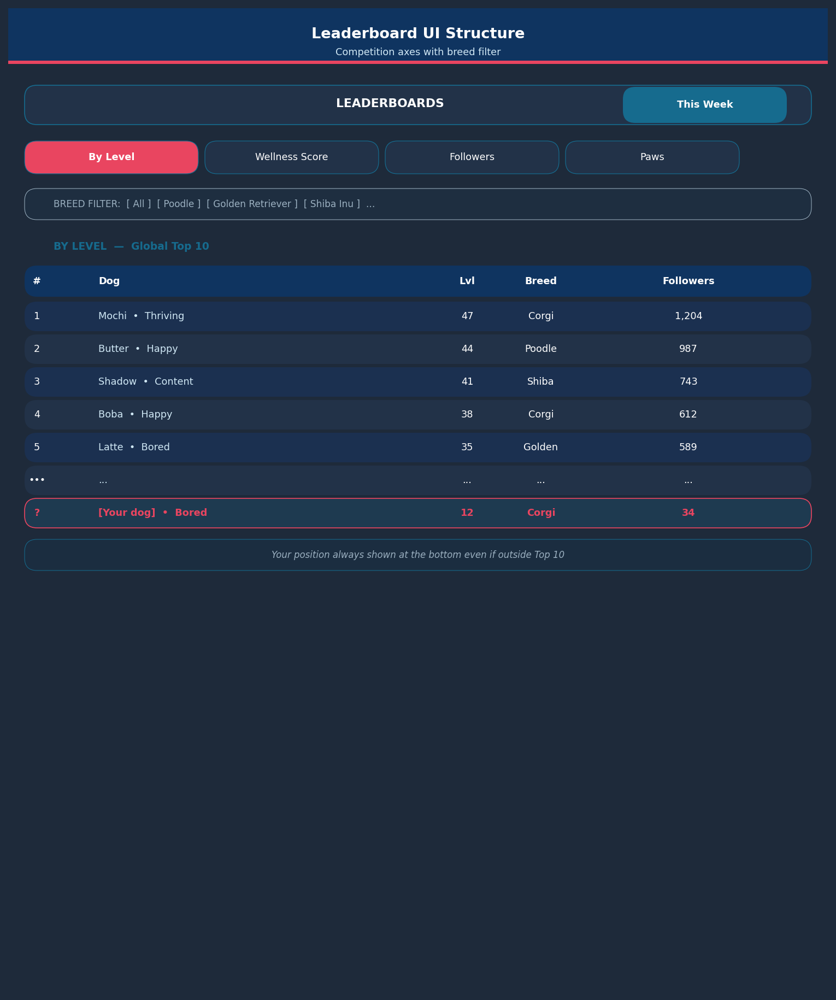 Leaderboard UI Structure
Competition axes with breed filter
LEADERBOARDS This Week
By Level Wellness Score Followers Paws
BREED FILTER: [ All ] [ Poodle ] [ Golden Retriever ] [ Shiba Inu ] ...
BY LEVEL — Global Top 10
# Dog Lvl Breed Followers
1 Mochi • Thriving 47 Corgi 1,204
2 Butter • Happy 44 Poodle 987
3 Shadow • Content 41 Shiba 743
4 Boba • Happy 38 Corgi 612
5 Latte • Bored 35 Golden 589
••• ... ... ... ...
? [Your dog] • Bored 12 Corgi 34
Your position always shown at the bottom even if outside Top 10